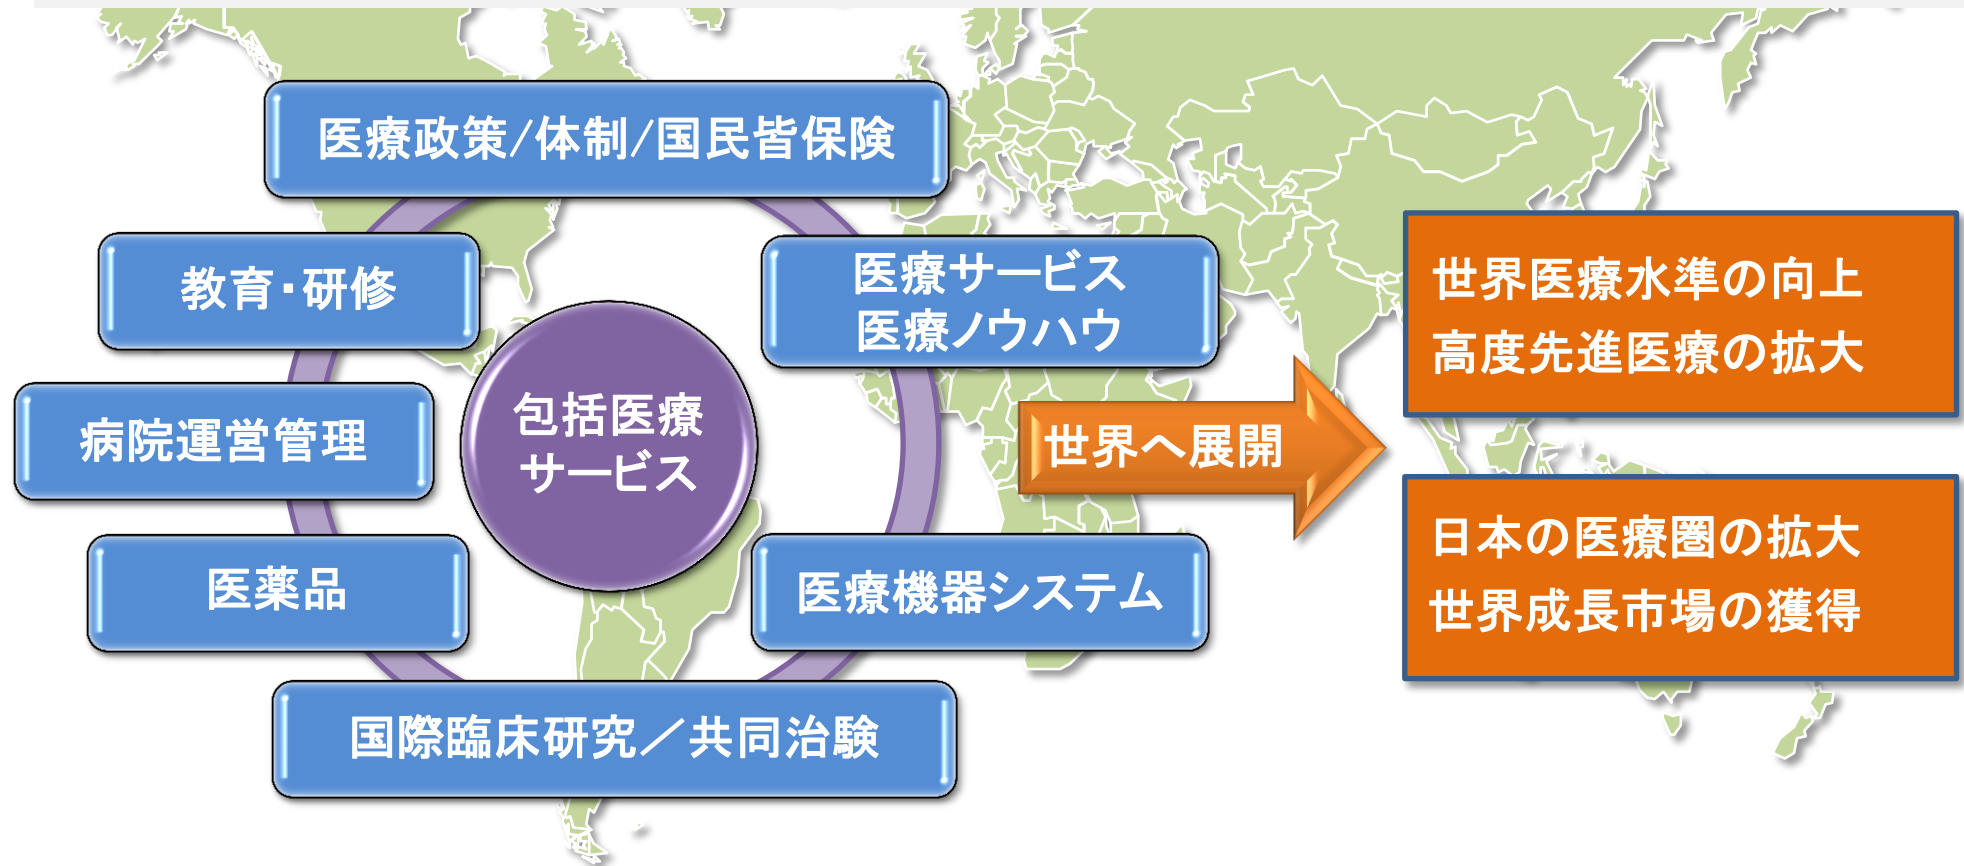 医療政策/体制/国民皆保険
教育・研修
医療サービス
医療ノウハウ
病院運営管理
包括医療
サービス
医薬品
医療機器システム
国際臨床研究／共同治験
世界へ展開
世界医療水準の向上
高度先進医療の拡大
日本の医療圏の拡大
世界成長市場の獲得